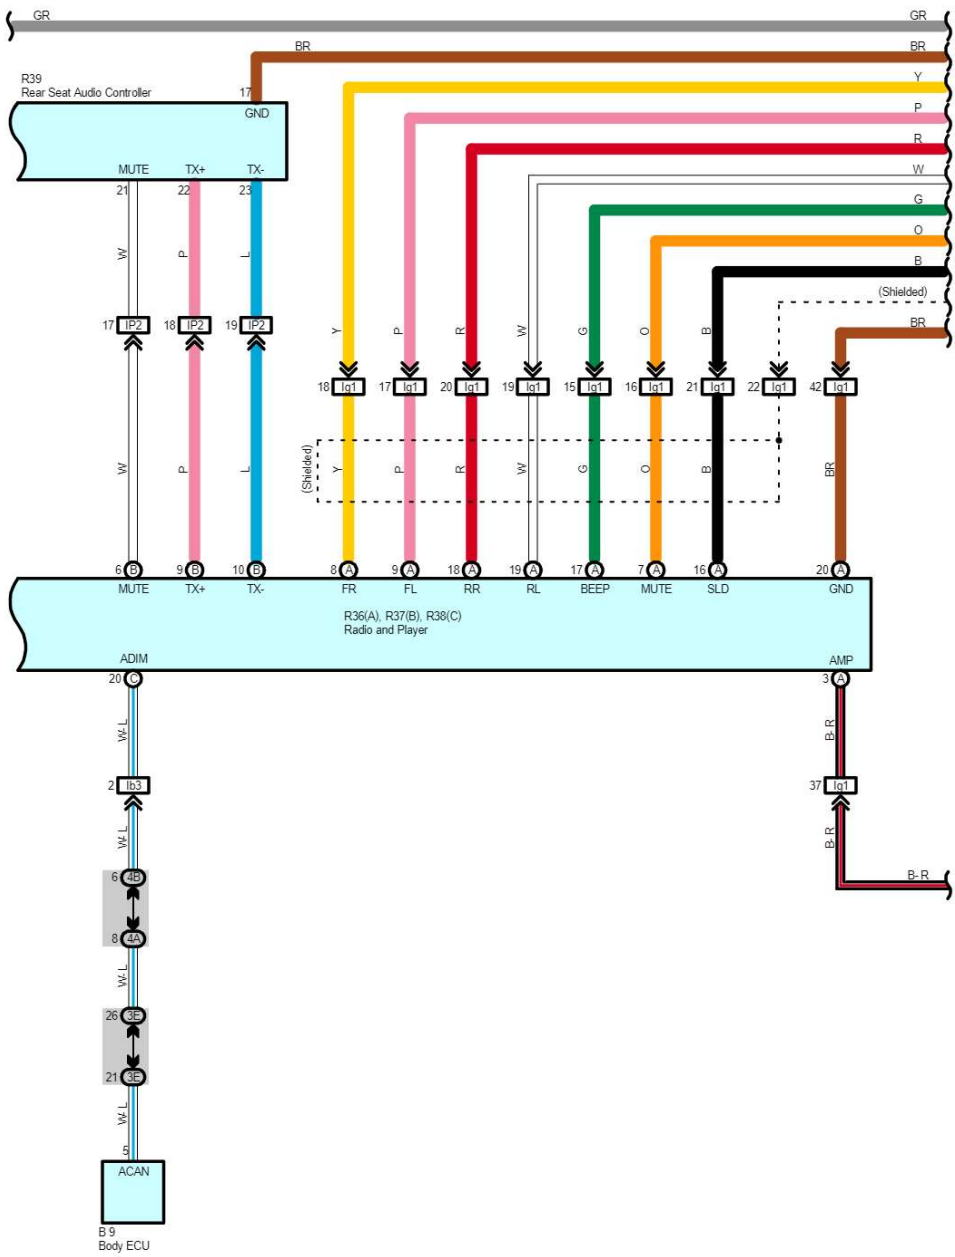 GR GR
BR BR
R39
Rear Seat Audio Controller
17
GND
Y
P
R
W
G
O
B
(Shielded)
BR
MUTE TX+ TX-
21 22 23
W P L
17 IP2 18 IP2 19 IP2
Y P R W G O B
18 Ig1 17 Ig1 20 Ig1 19 Ig1 15 Ig1 16 Ig1 21 Ig1 22 Ig1 42 Ig1
(Shielded)
W P L Y P R W G O B BR
6 B 9 B 10 B 8 A 9 A 18 A 19 A 17 A 7 A 16 A 20 A
MUTE TX+ TX- FR FL RR RL BEEP MUTE SLD GND
R36(A), R37(B), R38(C)
Radio and Player
ADIM AMP
20 C 3 A
W-L B-R
2 Ib3 37 Ig1
W-L B-R
6 4B B-R
8 4A
W-L
26 3E
21 3E
W-L
5
ACAN
B 9
Body ECU